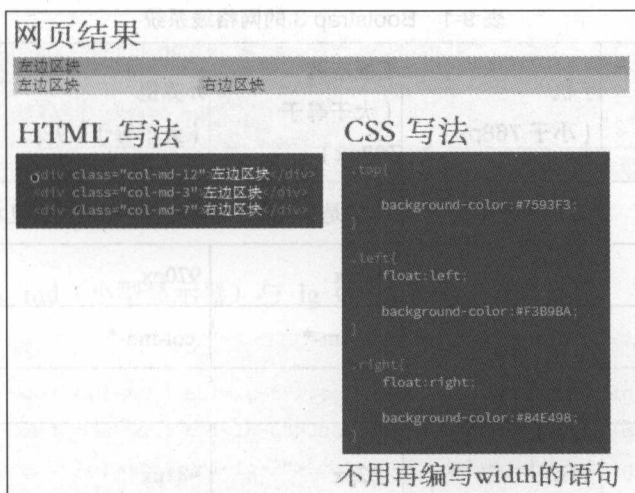 网页结果
左边区块
左边区块 右边区块
HTML 写法
<div class="col-md-12">左边区块</div>
<div class="col-md-3">左边区块</div>
<div class="col-md-7">右边区块</div>
CSS 写法
.top{
background-color:#7593F3;
}
.left{
float:left;
background-color:#F3B9BA;
}
.right{
float:right;
background-color:#84E498;
}
不用再编写width的语句